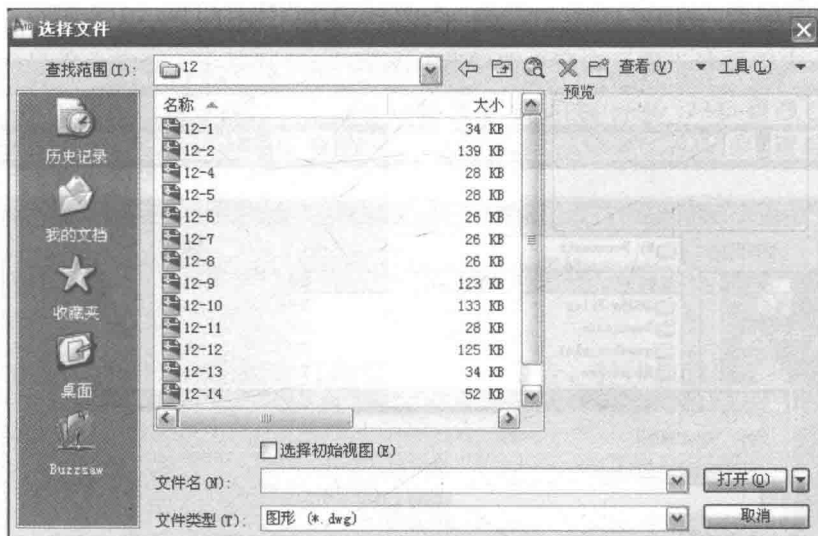 选择文件
查找范围(I): 12 查看(V) 工具(L)
预览
名称 大小
12-1 34 KB
12-2 139 KB
12-4 28 KB
12-5 28 KB
12-6 26 KB
12-7 26 KB
12-8 26 KB
12-9 123 KB
12-10 133 KB
12-11 28 KB
12-12 125 KB
12-13 34 KB
12-14 52 KB
历史记录
我的文档
收藏夹
桌面
Buzzsaw
选择初始视图(E)
文件名(N): 打开(O)
文件类型(T): 图形 (*.dwg) 取消